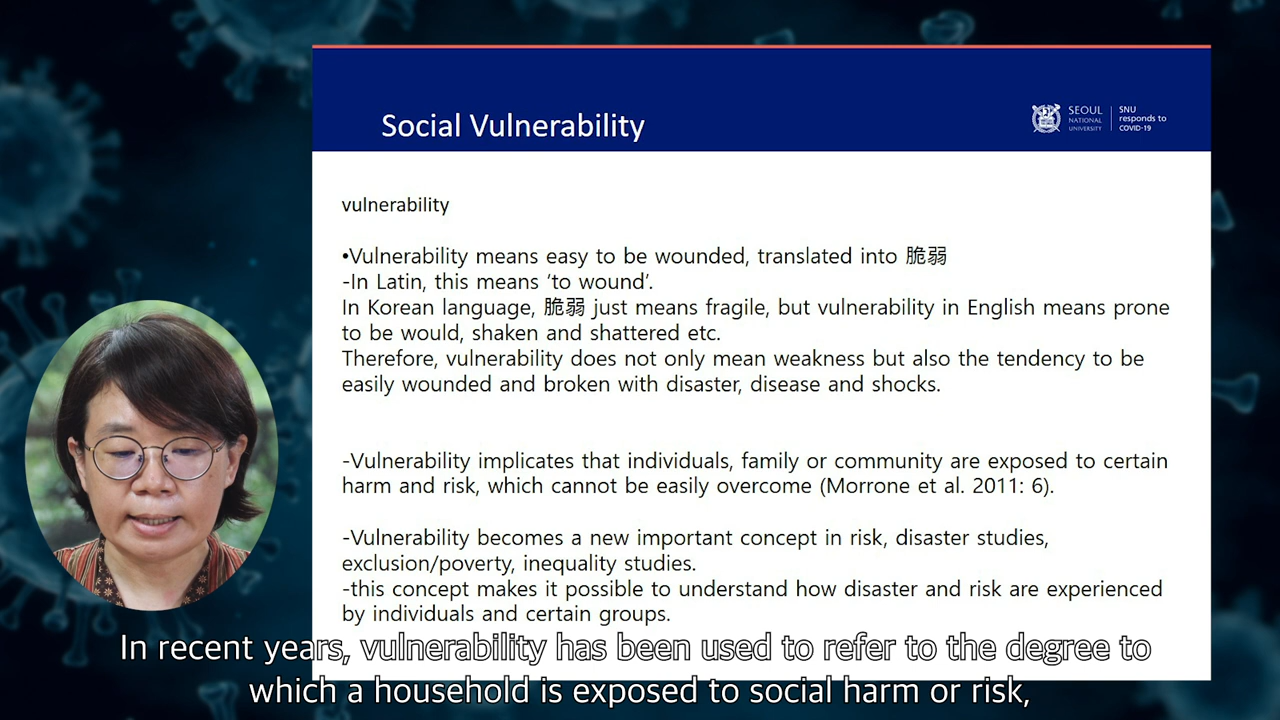 Social Vulnerability
SEOUL
NATIONAL
UNIVERSITY
SNU
responds to
COVID-19
vulnerability
•Vulnerability means easy to be wounded, translated into 脆弱
-In Latin, this means ‘to wound’.
In Korean language, 脆弱 just means fragile, but vulnerability in English means prone
to be would, shaken and shattered etc.
Therefore, vulnerability does not only mean weakness but also the tendency to be
easily wounded and broken with disaster, disease and shocks.
-Vulnerability implicates that individuals, family or community are exposed to certain
harm and risk, which cannot be easily overcome (Morrone et al. 2011: 6).
-Vulnerability becomes a new important concept in risk, disaster studies,
exclusion/poverty, inequality studies.
-this concept makes it possible to understand how disaster and risk are experienced
by individuals and certain groups.
In recent years, vulnerability has been used to refer to the degree to
which a household is exposed to social harm or risk,